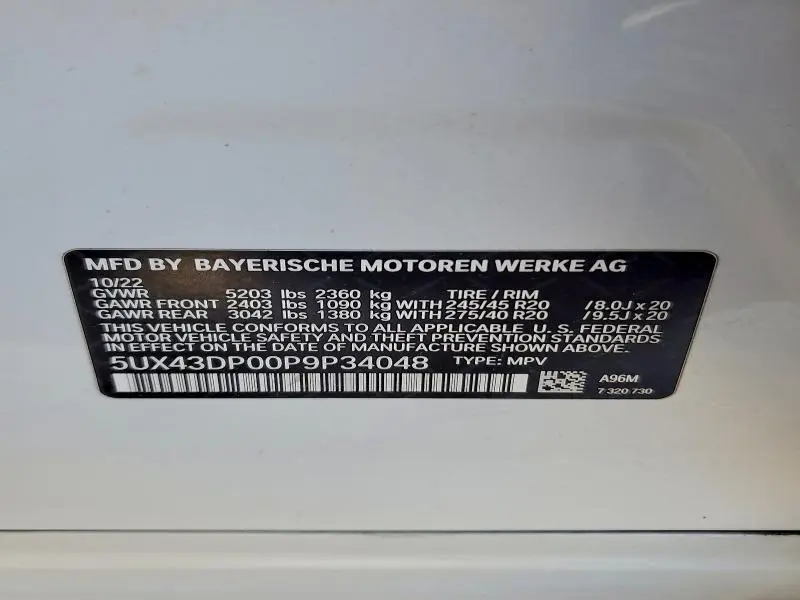 MFD BY BAYERISCHE MOTOREN WERKE AG
10/22
GVWR 5203 lbs 2360 kg TIRE / RIM
GAWR FRONT 2403 lbs 1090 kg WITH 245/45 R20 /8.0J x 20
GAWR REAR 3042 lbs 1380 kg WITH 275/40 R20 /9.5J x 20
THIS VEHICLE CONFORMS TO ALL APPLICABLE U. S. FEDERAL
MOTOR VEHICLE SAFETY AND THEFT PREVENTION STANDARDS
IN EFFECT ON THE DATE OF MANUFACTURE SHOWN ABOVE.
5UX43DP00P9P34048 TYPE: MPV
A96M
7 320 730